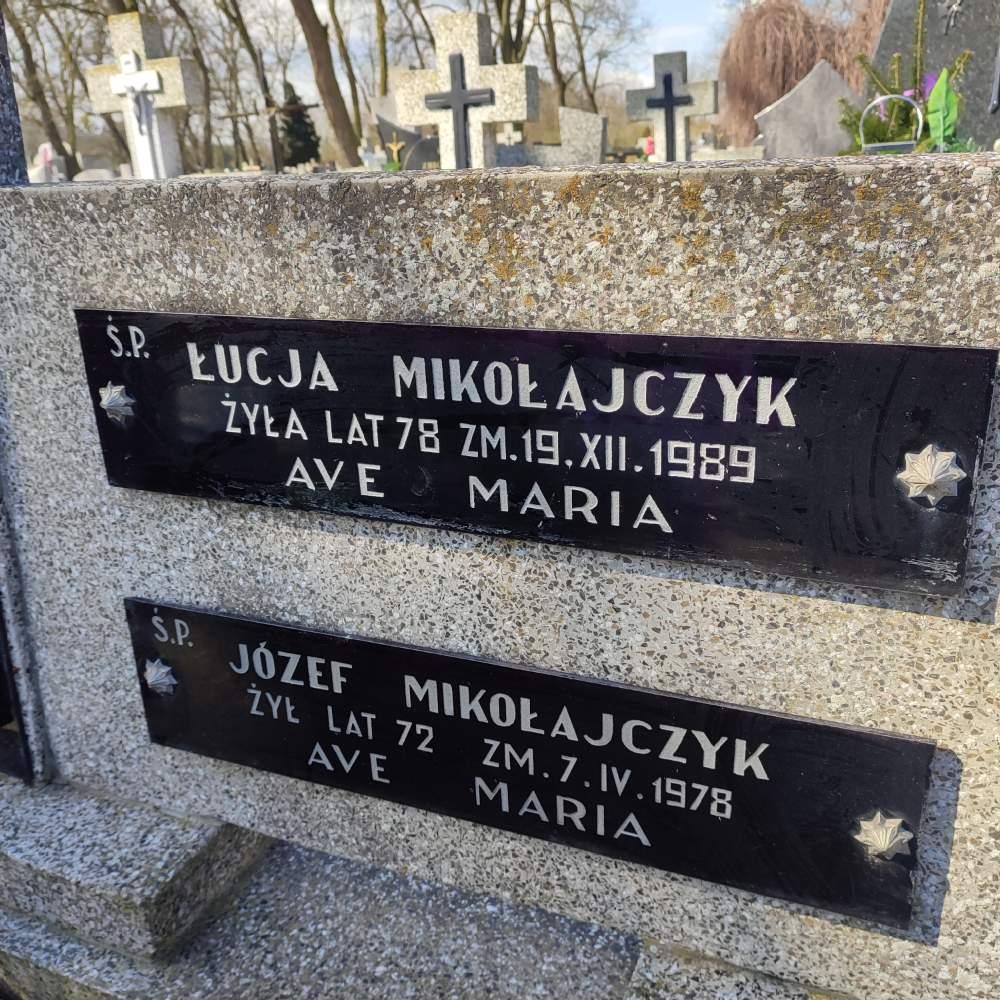 Ś.P.
ŁUCJA MIKOŁAJCZYK
ŻYŁA LAT 78 ZM. 19. XII. 1989
AVE MARIA
Ś.P.
JÓZEF MIKOŁAJCZYK
ŻYŁ LAT 72 ZM. 7. IV. 1978
AVE MARIA